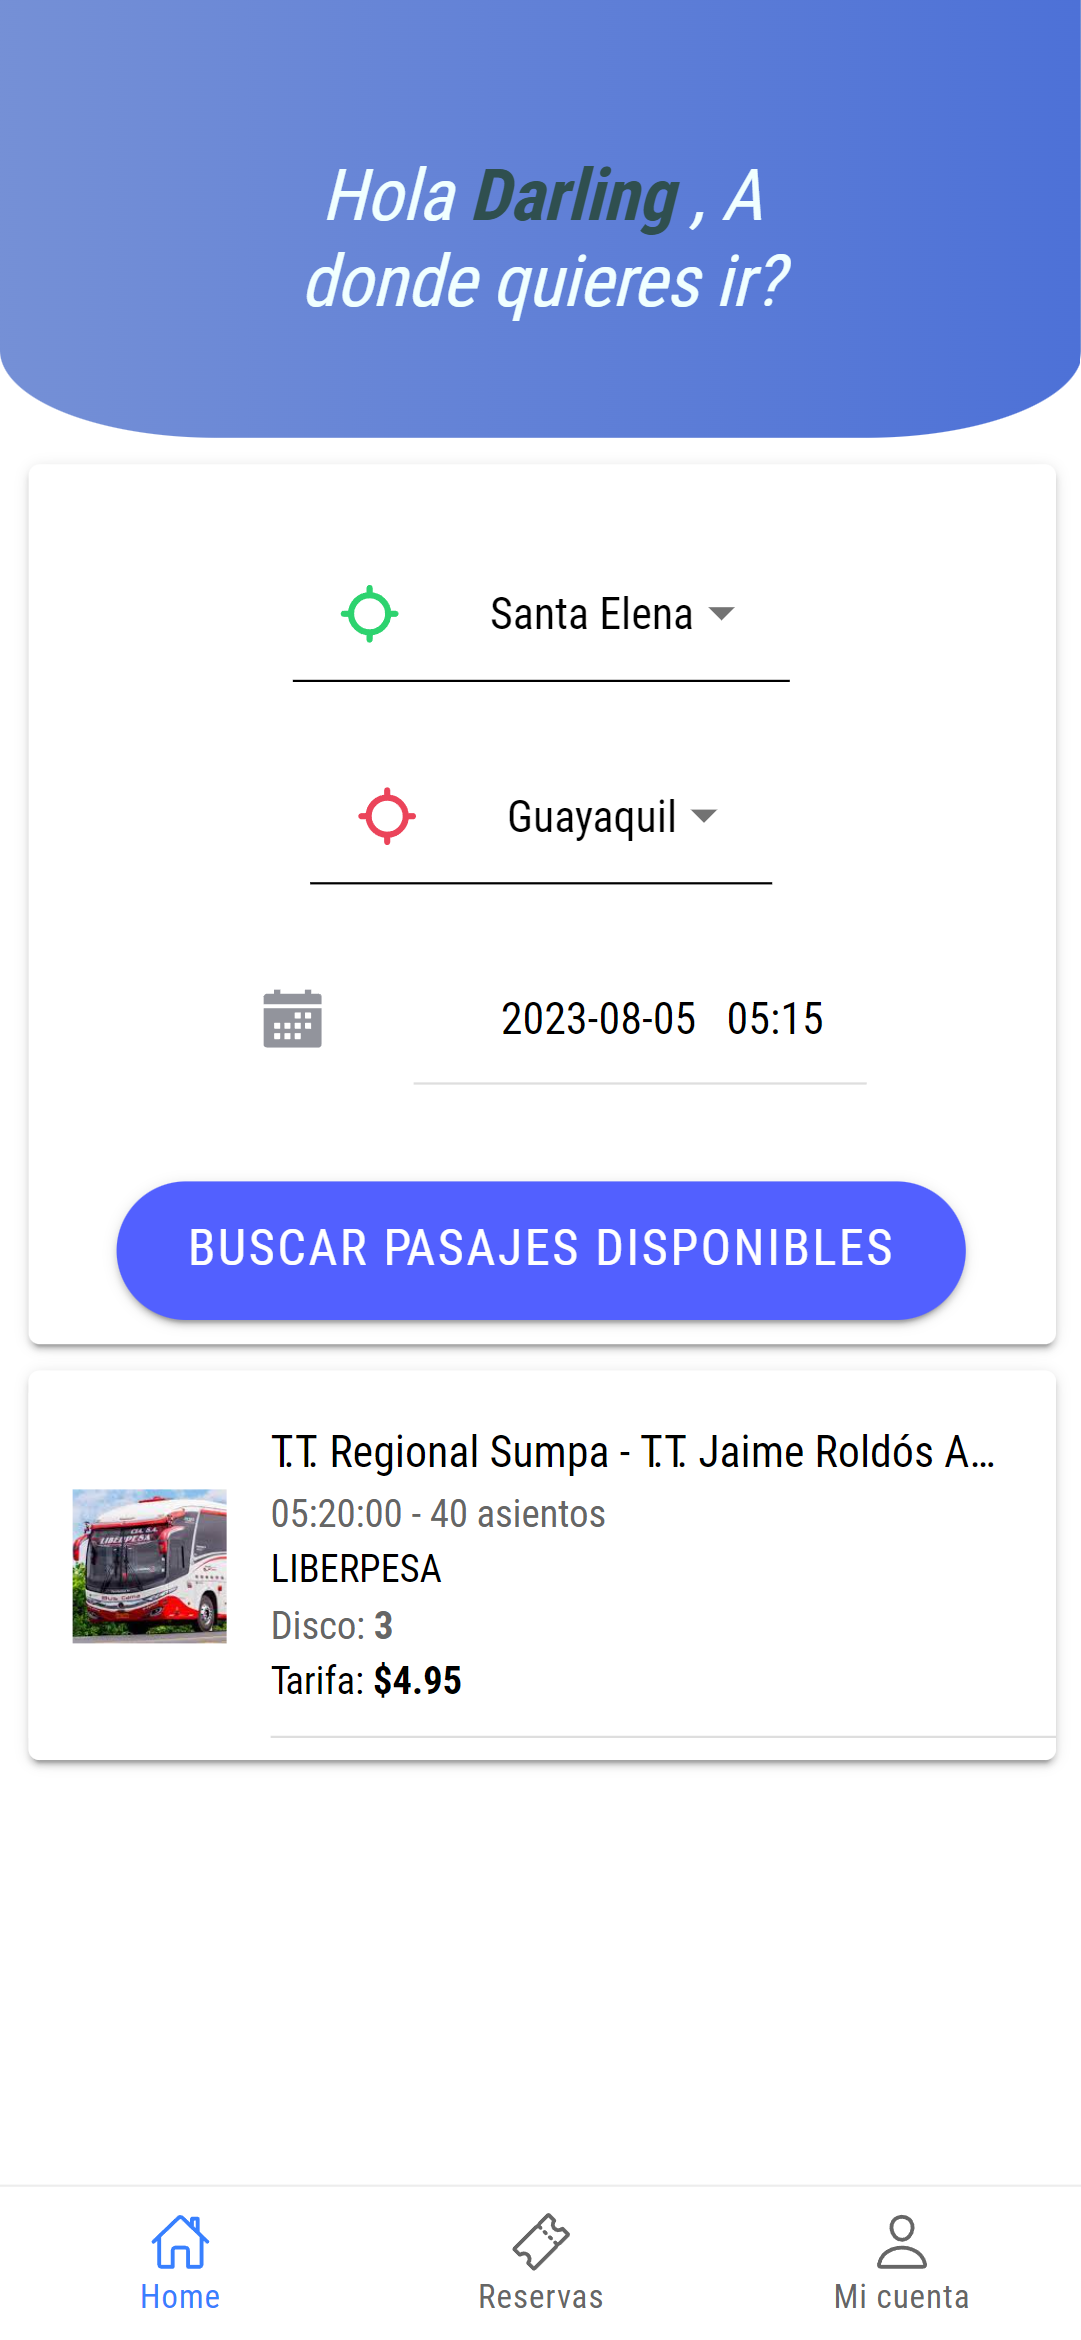 Hola Darling , A
donde quieres ir?
Santa Elena
Guayaquil
2023-08-05 05:15
BUSCAR PASAJES DISPONIBLES
T.T. Regional Sumpa - T.T. Jaime Roldós A...
05:20:00 - 40 asientos
LIBERPESA
LIBERPESA
Disco: 3
Tarifa: $4.95
Home
Reservas
Mi cuenta